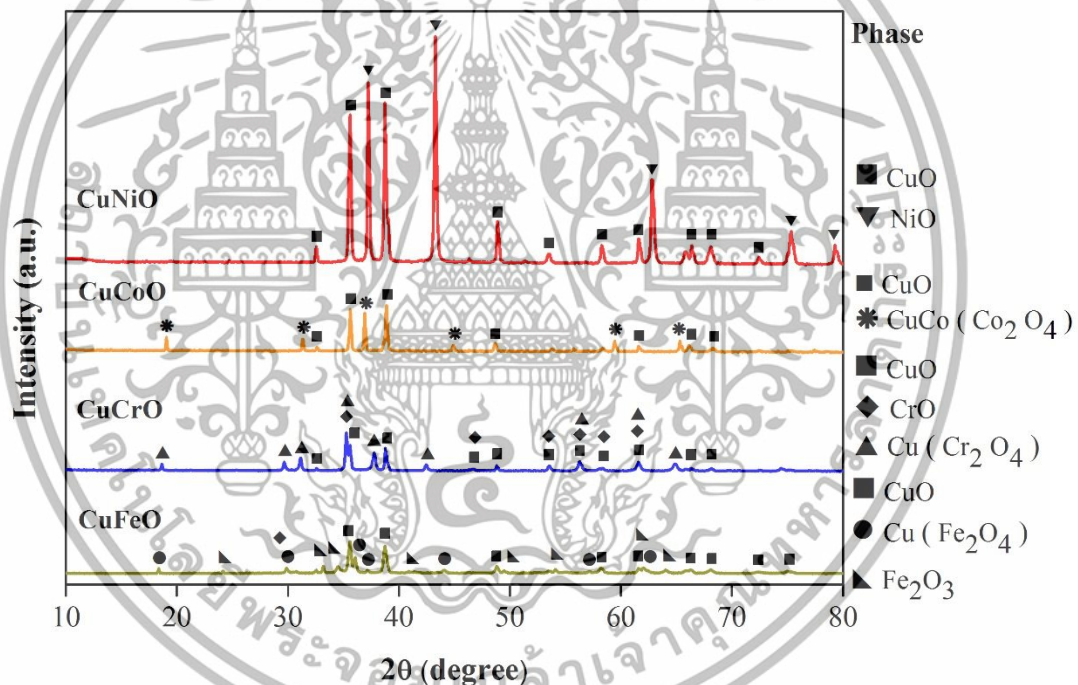 Phase
CuNiO
CuCoO
CuCrO
CuFeO
Intensity (a.u.)
CuO
NiO
CuO
CuCo ( Co2 O4 )
CuO
CrO
Cu ( Cr2 O4 )
CuO
Cu ( Fe2O4 )
Fe2O3
10 20 30 40 50 60 70 80
2θ (degree)